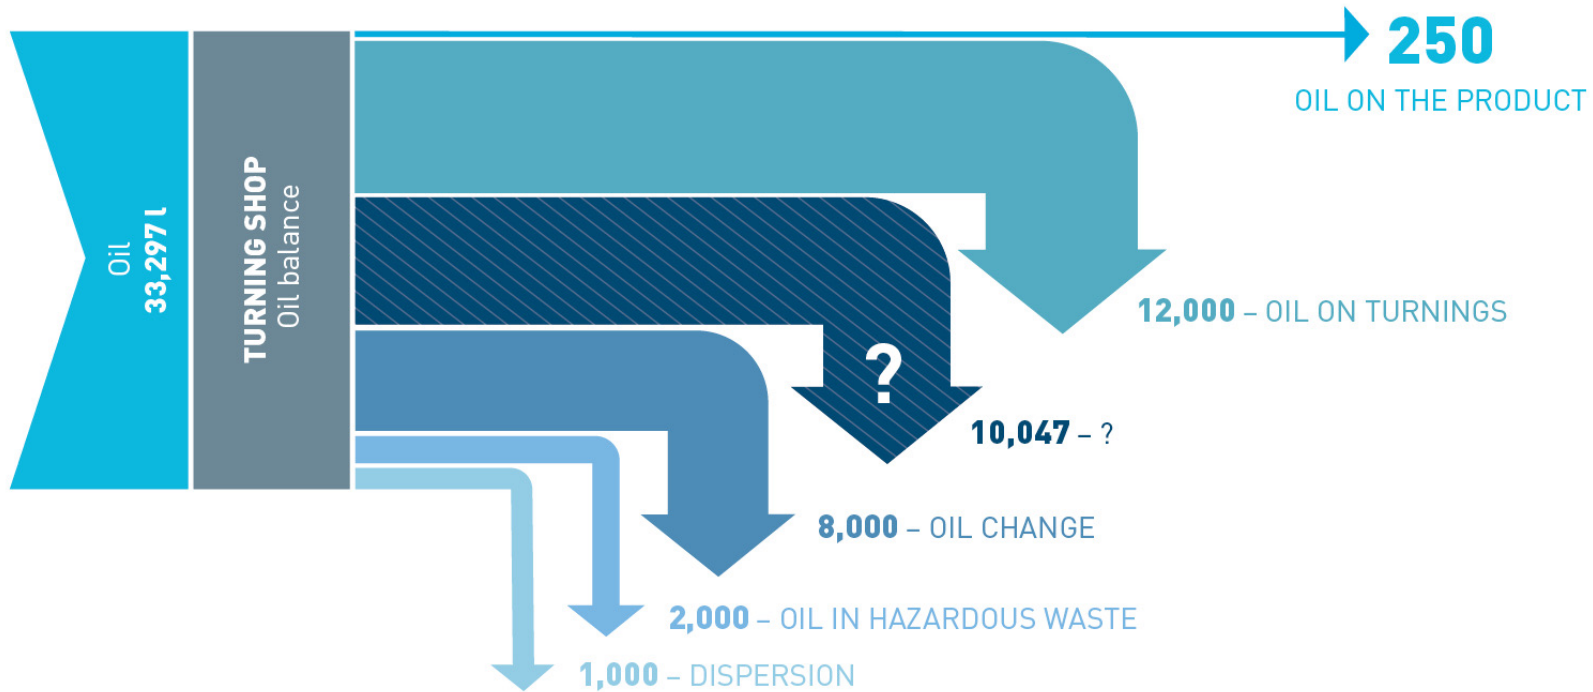 250
OIL ON THE PRODUCT
Oil
33,297 l
TURNING SHOP
Oil balance
12,000 – OIL ON TURNINGS
?
10,047 – ?
8,000 – OIL CHANGE
2,000 – OIL IN HAZARDOUS WASTE
1,000 – DISPERSION